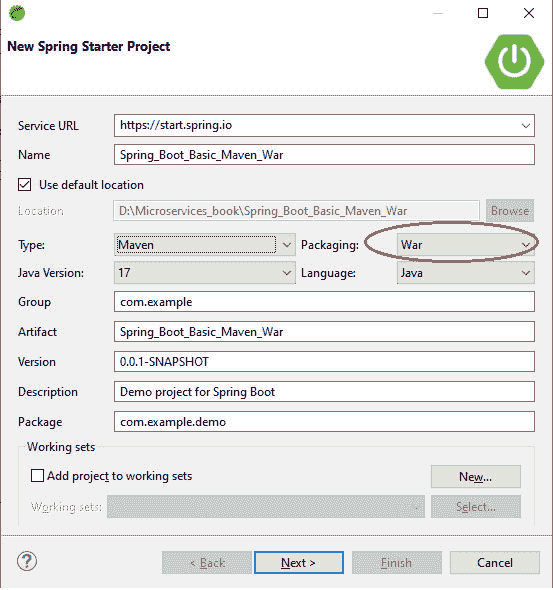 New Spring Starter Project
Service URL https://start.spring.io
Name Spring_Boot_Basic_Maven_War
Use default location
Location D:\Microservices_book\Spring_Boot_Basic_Maven_War Browse
Type: Maven Packaging: War
Java Version: 17 Language: Java
Group com.example
Artifact Spring_Boot_Basic_Maven_War
Version 0.0.1-SNAPSHOT
Description Demo project for Spring Boot
Package com.example.demo
Working sets
Add project to working sets New...
Working sets: Select...
? < Back Next > Finish Cancel